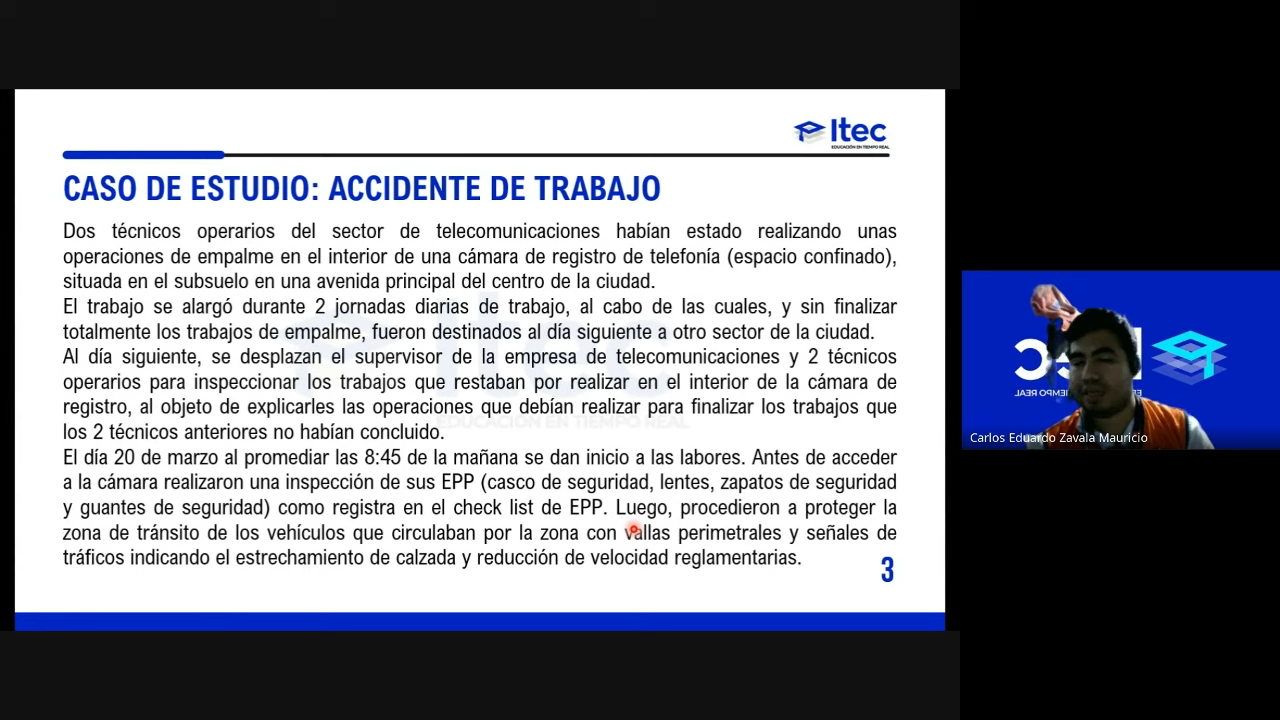 Itec
EDUCACIÓN EN TIEMPO REAL
CASO DE ESTUDIO: ACCIDENTE DE TRABAJO
Dos técnicos operarios del sector de telecomunicaciones habían estado realizando unas
operaciones de empalme en el interior de una cámara de registro de telefonía (espacio confinado),
situada en el subsuelo en una avenida principal del centro de la ciudad.
El trabajo se alargó durante 2 jornadas diarias de trabajo, al cabo de las cuales, y sin finalizar
totalmente los trabajos de empalme, fueron destinados al día siguiente a otro sector de la ciudad.
Al día siguiente, se desplazan el supervisor de la empresa de telecomunicaciones y 2 técnicos
operarios para inspeccionar los trabajos que restaban por realizar en el interior de la cámara de
registro, al objeto de explicarles las operaciones que debían realizar para finalizar los trabajos que
los 2 técnicos anteriores no habían concluido.
El día 20 de marzo al promediar las 8:45 de la mañana se dan inicio a las labores. Antes de acceder
a la cámara realizaron una inspección de sus EPP (casco de seguridad, lentes, zapatos de seguridad
y guantes de seguridad) como registra en el check list de EPP. Luego, procedieron a proteger la
zona de tránsito de los vehículos que circulaban por la zona con vallas perimetrales y señales de
tráficos indicando el estrechamiento de calzada y reducción de velocidad reglamentarias.
3
Carlos Eduardo Zavala Mauricio